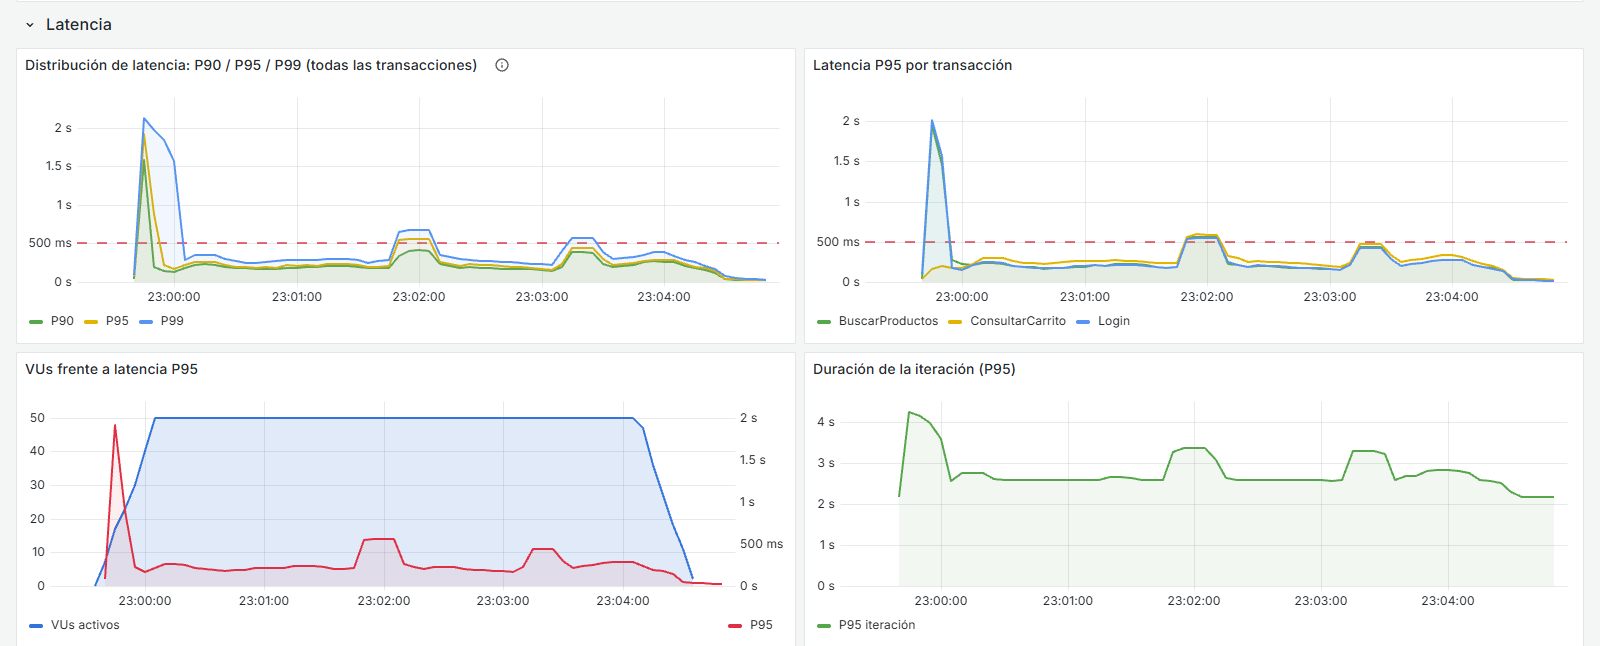 Latencia
Distribución de latencia: P90 / P95 / P99 (todas las transacciones)
2 s
1.5 s
1 s
500 ms
0 s
23:00:00 23:01:00 23:02:00 23:03:00 23:04:00
P90 P95 P99
Latencia P95 por transacción
2 s
1.5 s
1 s
500 ms
0 s
23:00:00 23:01:00 23:02:00 23:03:00 23:04:00
BuscarProductos ConsultarCarrito Login
VUs frente a latencia P95
50
40
30
20
10
0
2 s
1.5 s
1 s
500 ms
0 s
23:00:00 23:01:00 23:02:00 23:03:00 23:04:00
VUs activos P95
Duración de la iteración (P95)
4 s
3 s
2 s
1 s
0 s
23:00:00 23:01:00 23:02:00 23:03:00 23:04:00
P95 iteración